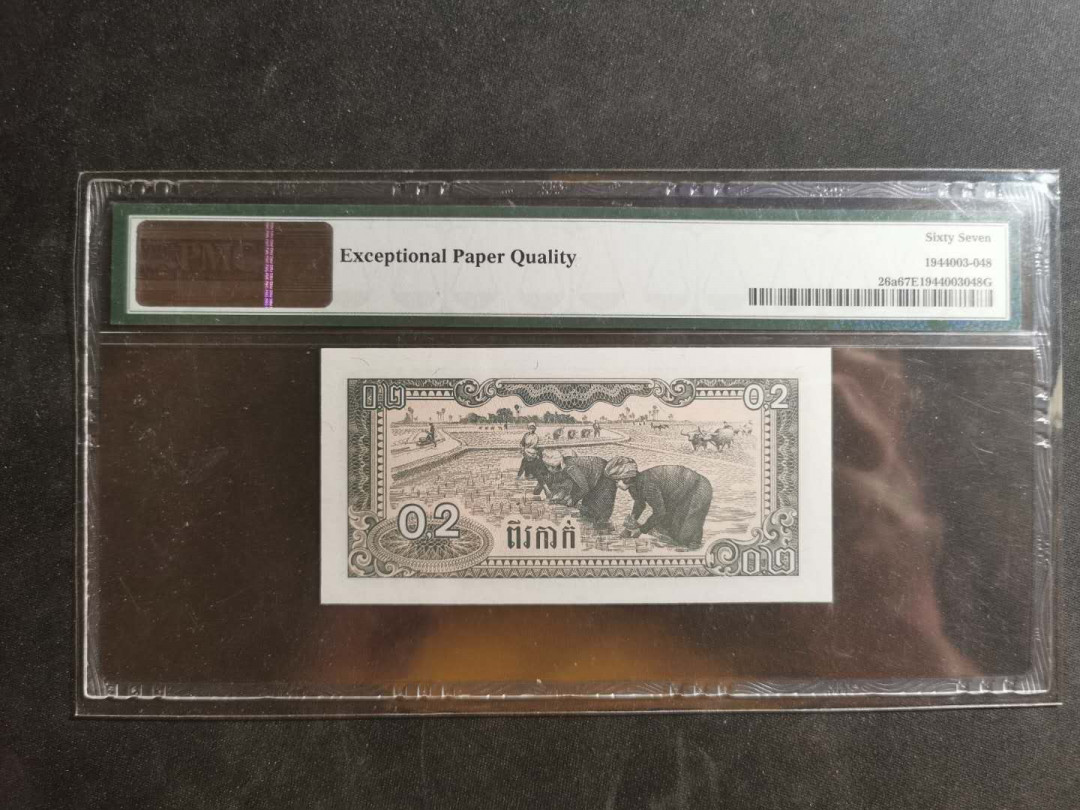 PMG
Exceptional Paper Quality
Sixty Seven
1944003-048
26a67E1944003048G
០,២
0,2
0,2
ពីរកាក់
០,២